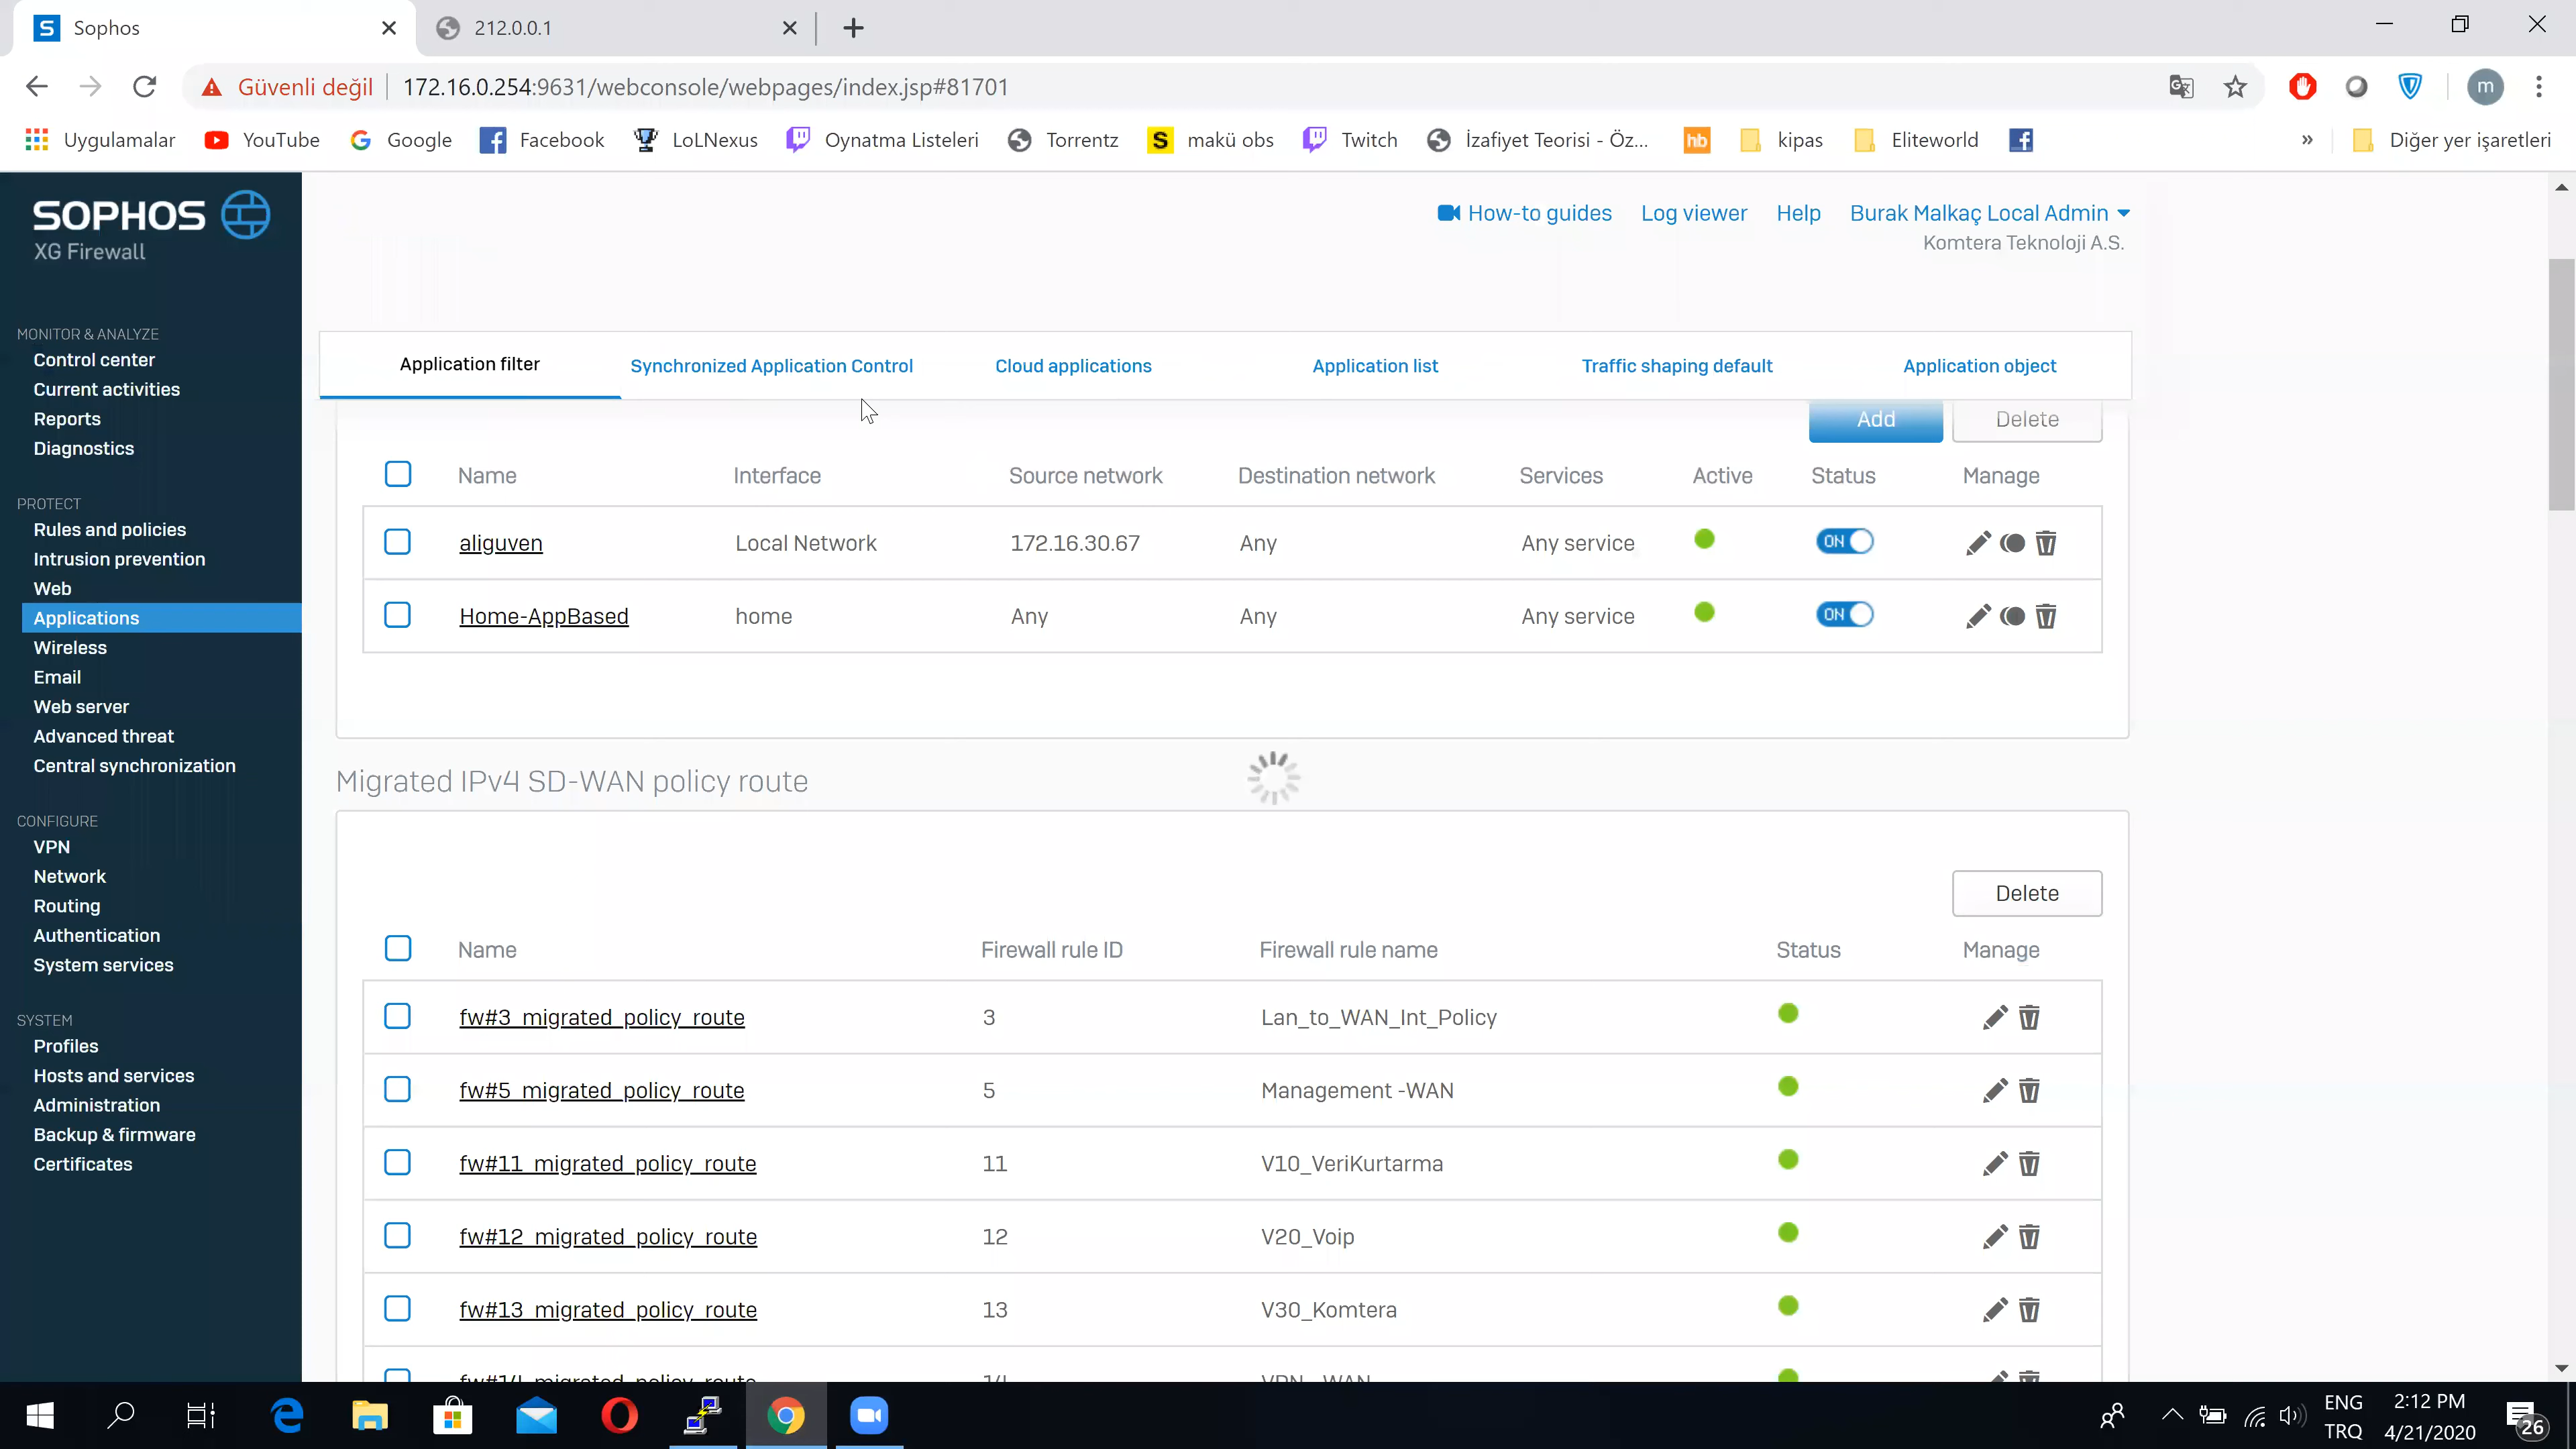 S Sophos
212.0.0.1
Güvenli değil 172.16.0.254:9631/webconsole/webpages/index.jsp#81701
m
Uygulamalar YouTube Google Facebook LoLNexus Oynatma Listeleri Torrentz S makü obs Twitch İzafiyet Teorisi - Öz... hb kipas Eliteworld » Diğer yer işaretleri
SOPHOS
XG Firewall
How-to guides Log viewer Help Burak Malkaç Local Admin
Komtera Teknoloji A.S.
MONITOR & ANALYZE
Control center
Current activities
Reports
Diagnostics
PROTECT
Rules and policies
Intrusion prevention
Web
Applications
Wireless
Email
Web server
Advanced threat
Central synchronization
CONFIGURE
VPN
Network
Routing
Authentication
System services
SYSTEM
Profiles
Hosts and services
Administration
Backup & firmware
Certificates
Application filter Synchronized Application Control Cloud applications Application list Traffic shaping default Application object
Add Delete
Name Interface Source network Destination network Services Active Status Manage
aliguven Local Network 172.16.30.67 Any Any service ON
Home-AppBased home Any Any Any service ON
Migrated IPv4 SD-WAN policy route
Delete
Name Firewall rule ID Firewall rule name Status Manage
fw#3_migrated_policy_route 3 Lan_to_WAN_Int_Policy
fw#5_migrated_policy_route 5 Management -WAN
fw#11_migrated_policy_route 11 V10_VeriKurtarma
fw#12_migrated_policy_route 12 V20_Voip
fw#13_migrated_policy_route 13 V30_Komtera
fw#14_migrated_policy_route 14
ENG
TRQ
2:12 PM
4/21/2020
26